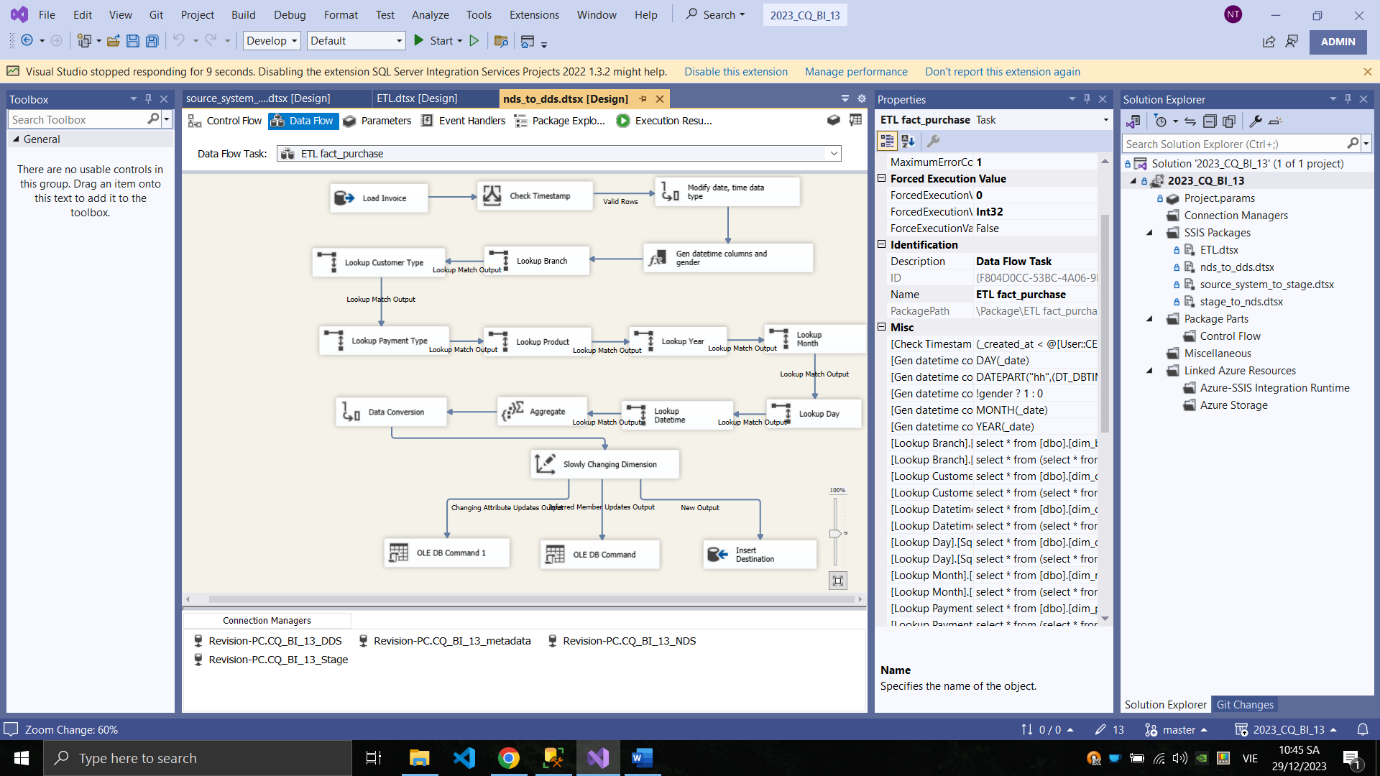 File Edit View Git Project Build Debug Format Test Analyze Tools Extensions Window Help Search 2023_CQ_BI_13 NT
Develop Default Start ADMIN
Visual Studio stopped responding for 9 seconds. Disabling the extension SQL Server Integration Services Projects 2022 1.3.2 might help. Disable this extension Manage performance Don't report this extension again
Toolbox
Search Toolbox
General
There are no usable controls in
this group. Drag an item onto
this text to add it to the
toolbox.
source_system_....dtsx [Design] ETL.dtsx [Design] nds_to_dds.dtsx [Design]
Control Flow Data Flow Parameters Event Handlers Package Explo... Execution Resu...
Data Flow Task: ETL fact_purchase
Load Invoice
Check Timestamp
Valid Rows
Modify date, time data
type
Lookup Customer Type
Lookup Match Output
Lookup Branch
Gen datetime columns and
gender
Lookup Match Output
Lookup Payment Type
Lookup Match Output
Lookup Product
Lookup Match Output
Lookup Year
Lookup Match Output
Lookup
Month
Lookup Match Output
Data Conversion
Aggregate
Lookup Match Output
Lookup
Datetime
Lookup Match Output
Lookup Day
Slowly Changing Dimension
Changing Attribute Updates Output
Inferred Member Updates Output
New Output
OLE DB Command 1
OLE DB Command
Insert
Destination
100%
Connection Managers
Revision-PC.CQ_BI_13_DDS Revision-PC.CQ_BI_13_metadata Revision-PC.CQ_BI_13_NDS
Revision-PC.CQ_BI_13_Stage
Properties
ETL fact_purchase Task
MaximumErrorCc 1
Forced Execution Value
ForcedExecution\ 0
ForcedExecution\ Int32
ForceExecutionVa False
Identification
Description Data Flow Task
ID {F804D0CC-53BC-4A06-9
Name ETL fact_purchase
PackagePath \Package\ETL fact_purcha
Misc
[Check Timestam (_created_at < @[User::CE
[Gen datetime co DAY(_date)
[Gen datetime co DATEPART("hh",(DT_DBTIM
[Gen datetime co !gender ? 1 : 0
[Gen datetime co MONTH(_date)
[Gen datetime co YEAR(_date)
[Lookup Branch].[ select * from [dbo].[dim_b
[Lookup Branch].[ select * from (select * from
[Lookup Custome select * from [dbo].[dim_c
[Lookup Custome select * from (select * from
[Lookup Datetime select * from [dbo].[dim_d
[Lookup Datetime select * from (select * from
[Lookup Day].[Sq select * from [dbo].[dim_d
[Lookup Day].[Sq select * from (select * from
[Lookup Month].[ select * from [dbo].[dim_m
[Lookup Month].[ select * from (select * from
[Lookup Payment select * from [dbo].[dim_p
[Lookup Payment select * from (select * from
Name
Specifies the name of the object.
Solution Explorer
Search Solution Explorer (Ctrl+;)
Solution '2023_CQ_BI_13' (1 of 1 project)
2023_CQ_BI_13
Project.params
Connection Managers
SSIS Packages
ETL.dtsx
nds_to_dds.dtsx
source_system_to_stage.dtsx
stage_to_nds.dtsx
Package Parts
Control Flow
Miscellaneous
Linked Azure Resources
Azure-SSIS Integration Runtime
Azure Storage
Solution Explorer Git Changes
Zoom Change: 60% 0 / 0 13 master 2023_CQ_BI_13
Type here to search
VIE
10:45 SA
29/12/2023
1